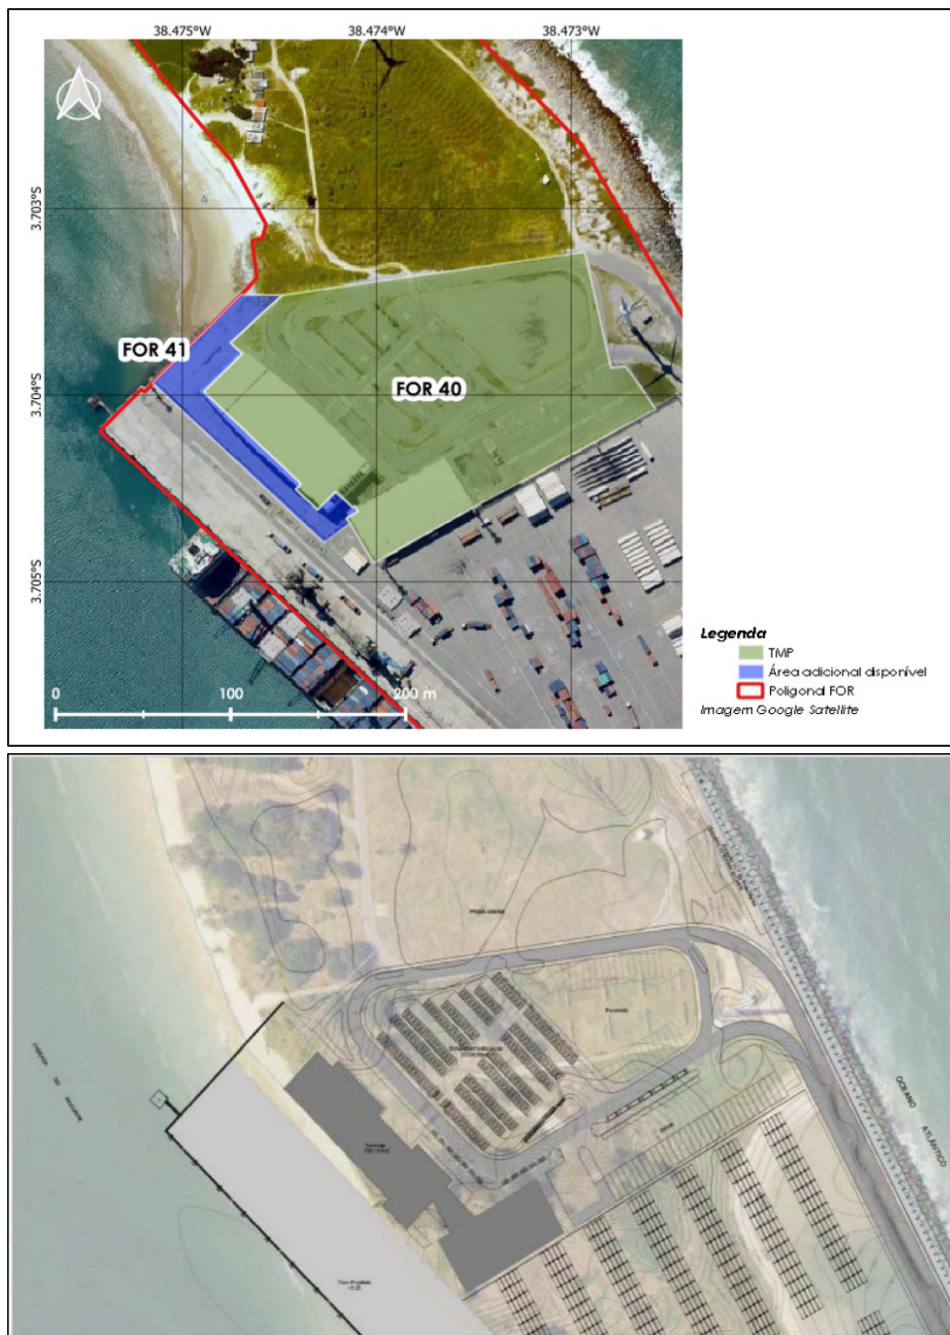 38.475°W 38.474°W 38.473°W
3.703°S
FOR 41
3.704°S
FOR 40
3.705°S
0 100 200 m
Legenda
TMP
Área adicional disponível
Poligonal FOR
Imagem Google Satellite
OCEANO ATLÂNTICO